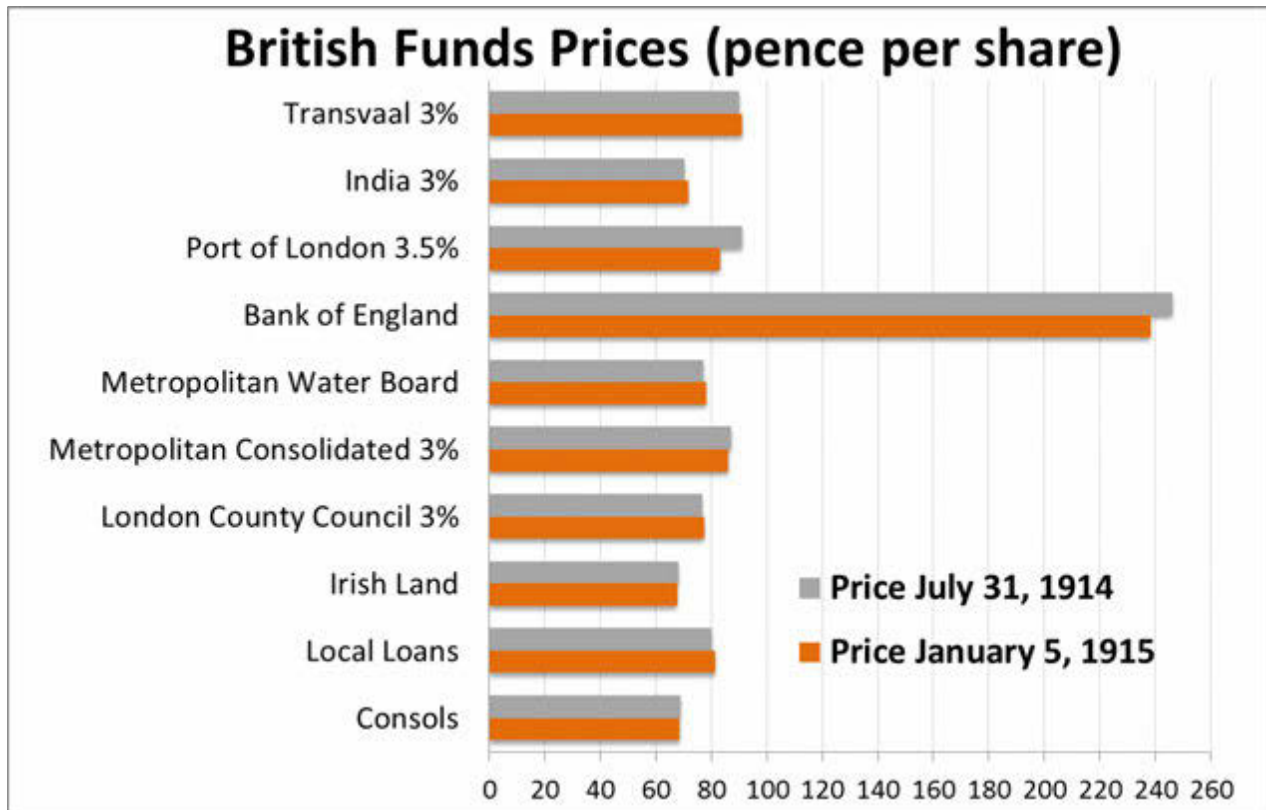 British Funds Prices (pence per share)
Transvaal 3%
India 3%
Port of London 3.5%
Bank of England
Metropolitan Water Board
Metropolitan Consolidated 3%
London County Council 3%
Irish Land
Local Loans
Consols
Price July 31, 1914
Price January 5, 1915
0 20 40 60 80 100 120 140 160 180 200 220 240 260